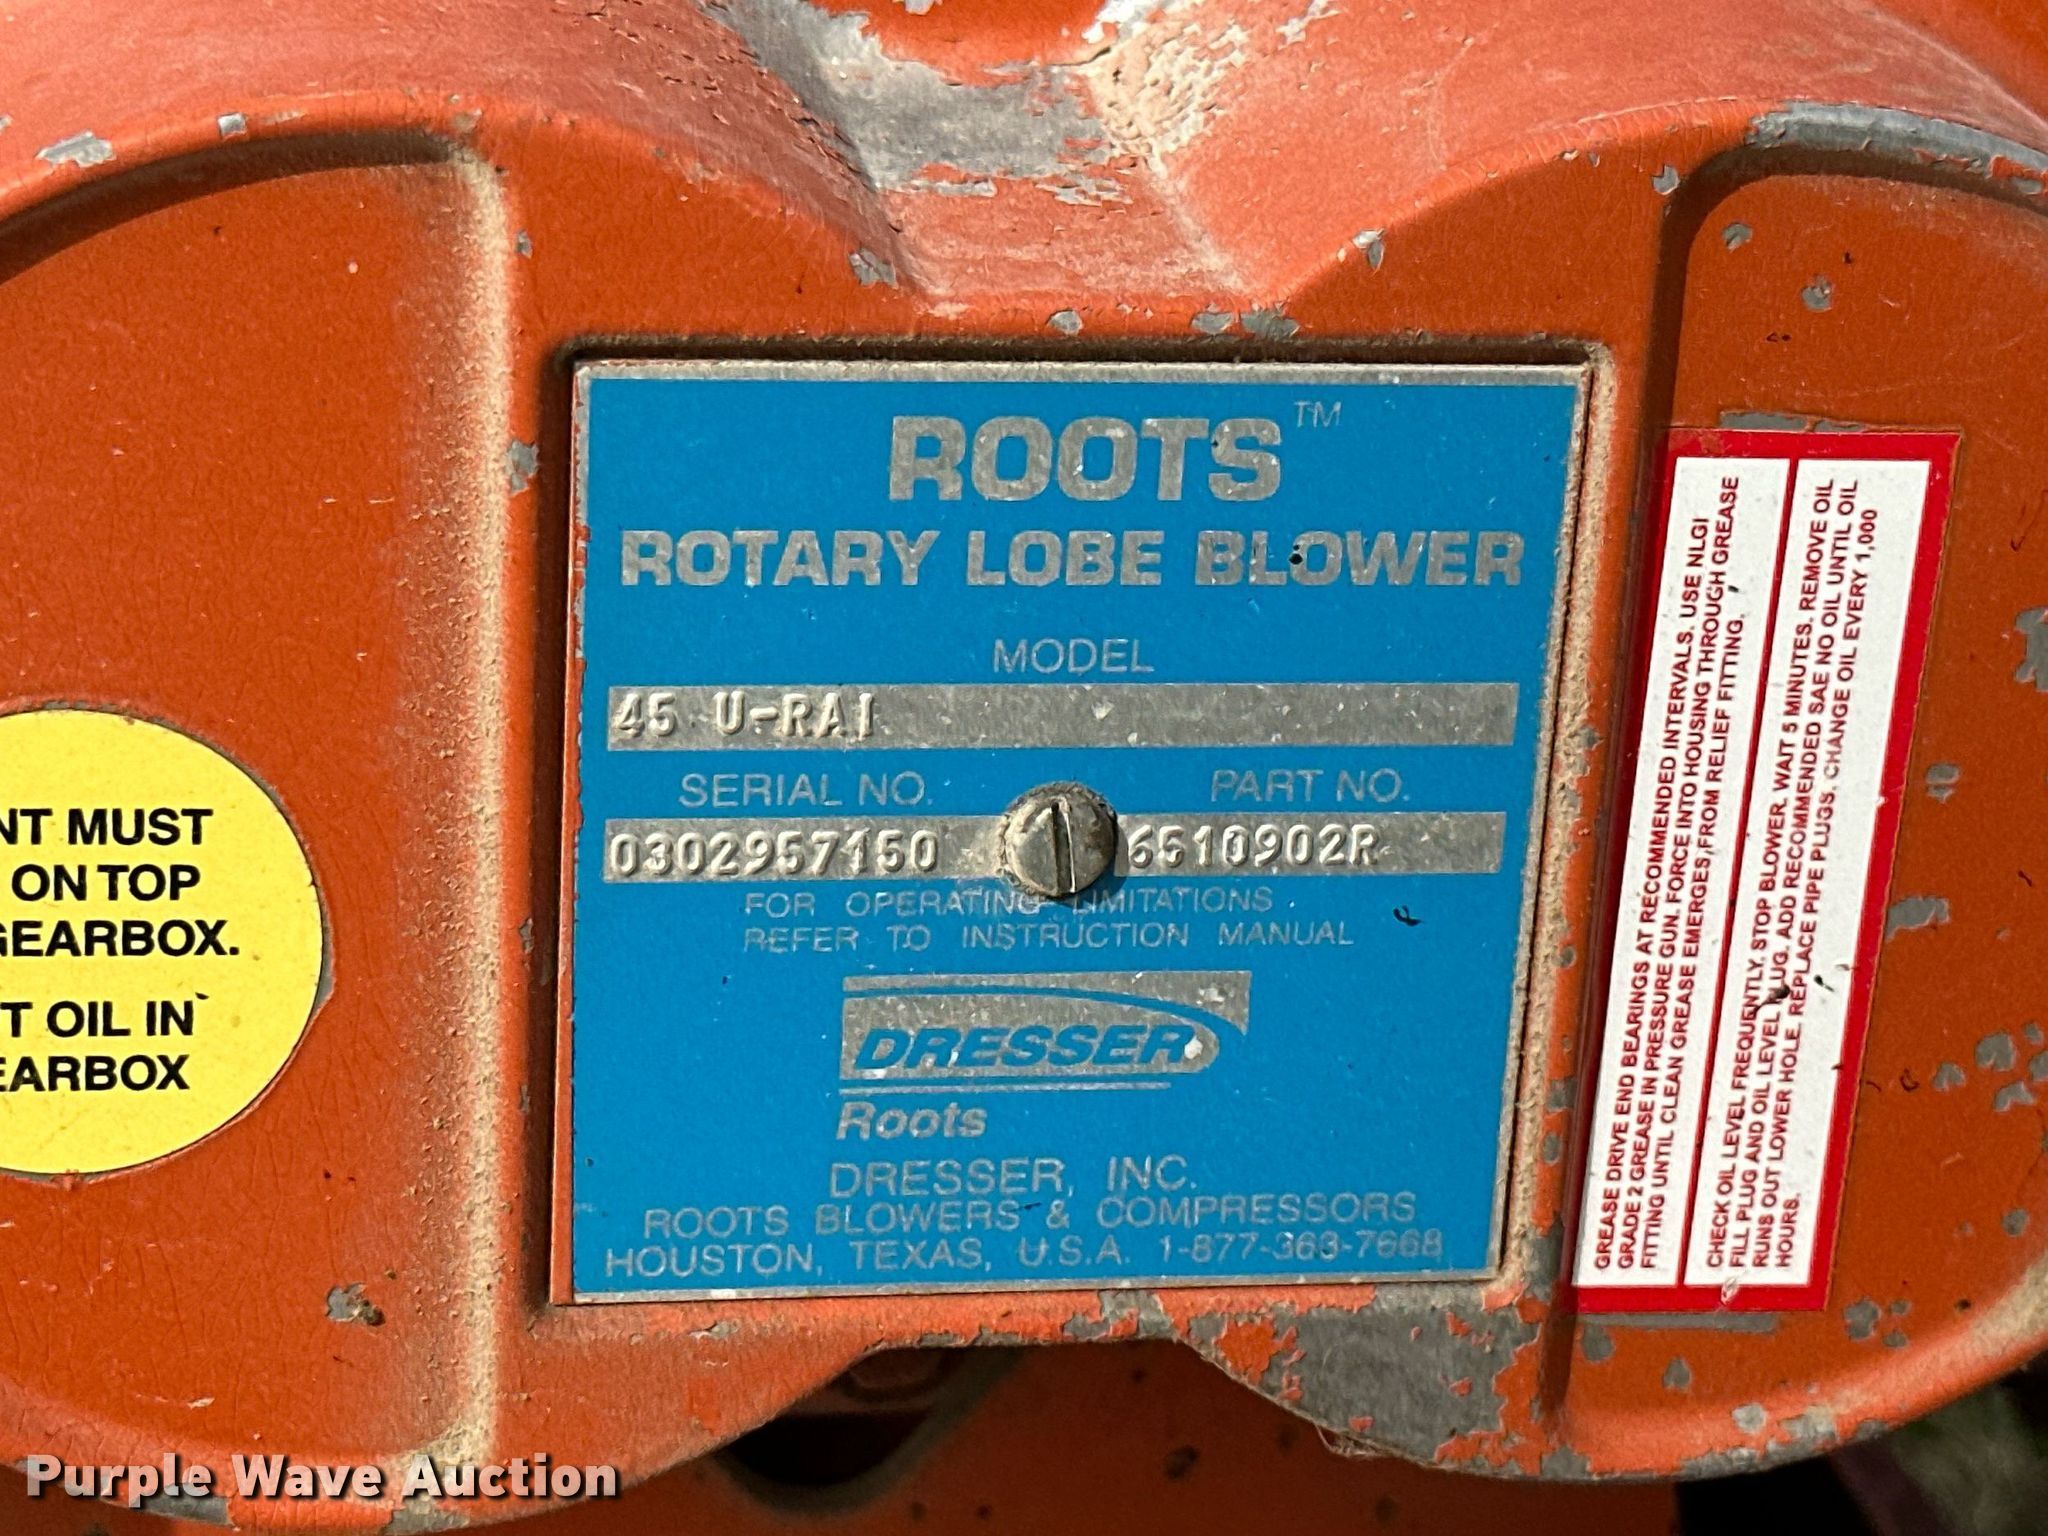 ROOTS™
ROTARY LOBE BLOWER
MODEL
45 U-RAI
SERIAL NO. PART NO.
0302957150 6510902R
FOR OPERATING LIMITATIONS
REFER TO INSTRUCTION MANUAL
DRESSER
Roots
DRESSER, INC.
ROOTS BLOWERS & COMPRESSORS
HOUSTON, TEXAS, U.S.A. 1-877-363-7668
NT MUST
ON TOP
GEARBOX.
T OIL IN
EARBOX
GREASE DRIVE END BEARINGS AT RECOMMENDED INTERVALS. USE NLGI
GRADE 2 GREASE IN PRESSURE GUN. FORCE INTO HOUSING THROUGH GREASE
FITTING UNTIL CLEAN GREASE EMERGES FROM RELIEF FITTING.
CHECK OIL LEVEL FREQUENTLY. STOP BLOWER. WAIT 5 MINUTES. REMOVE OIL
FILL PLUG AND OIL LEVEL PLUG. ADD RECOMMENDED SAE NO OIL UNTIL OIL
RUNS OUT LOWER HOLE. REPLACE PIPE PLUGS. CHANGE OIL EVERY 1,000
HOURS.
Purple Wave Auction